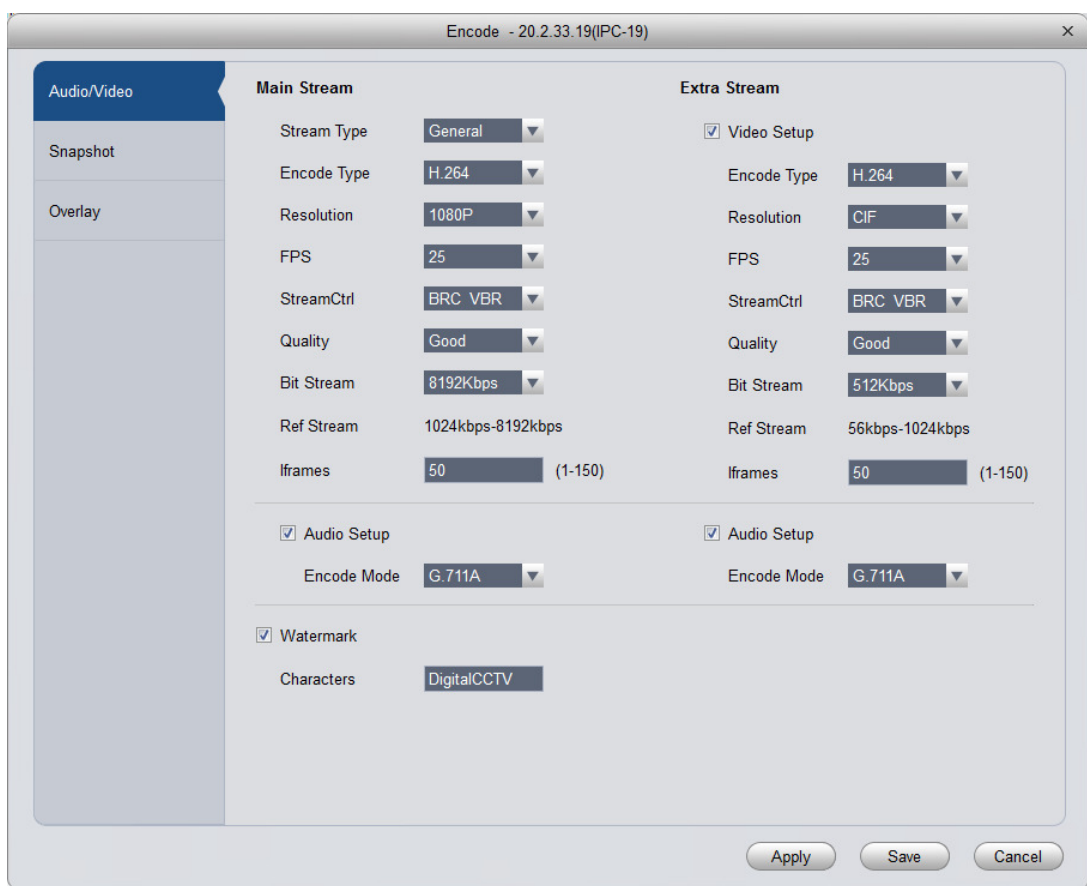 Encode - 20.2.33.19(IPC-19)
Audio/Video
Snapshot
Overlay
Main Stream
Stream Type General
Encode Type H.264
Resolution 1080P
FPS 25
StreamCtrl BRC_VBR
Quality Good
Bit Stream 8192Kbps
Ref Stream 1024kbps-8192kbps
Iframes 50 (1-150)
Audio Setup
Encode Mode G.711A
Extra Stream
Video Setup
Encode Type H.264
Resolution CIF
FPS 25
StreamCtrl BRC_VBR
Quality Good
Bit Stream 512Kbps
Ref Stream 56kbps-1024kbps
Iframes 50 (1-150)
Audio Setup
Encode Mode G.711A
Watermark
Characters DigitalCCTV
Apply Save Cancel